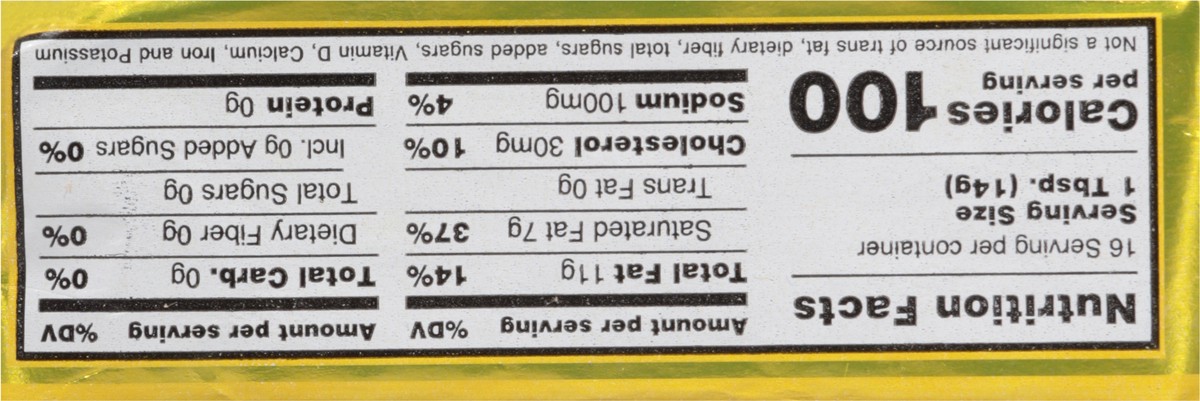 Nutrition Facts
16 Serving per container
Serving Size
1 Tbsp. (14g)
Calories 100
per serving
Amount per serving %DV
Total Fat 11g 14%
Saturated Fat 7g 37%
Trans Fat 0g
Cholesterol 30mg 10%
Sodium 100mg 4%
Amount per serving %DV
Total Carb. 0g 0%
Dietary Fiber 0g 0%
Total Sugars 0g
Incl. 0g Added Sugars 0%
Protein 0g
Not a significant source of trans fat, dietary fiber, total sugars, added sugars, Vitamin D, Calcium, Iron and Potassium